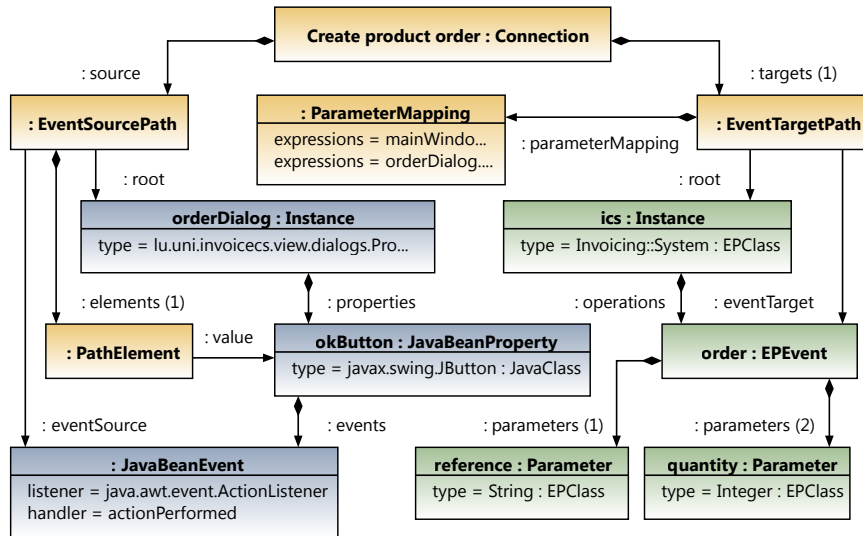 Create product order : Connection
: source
: targets (1)
: EventSourcePath
: ParameterMapping
expressions = mainWindo...
expressions = orderDialog....
: EventTargetPath
: parameterMapping
: root
: root
orderDialog : Instance
type = lu.uni.invoicecs.view.dialogs.Pro...
ics : Instance
type = Invoicing::System : EPClass
: elements (1)
: properties
: operations
: eventTarget
: PathElement
: value
okButton : JavaBeanProperty
type = javax.swing.JButton : JavaClass
order : EPEvent
: eventSource
: events
: parameters (1)
: parameters (2)
: JavaBeanEvent
listener = java.awt.event.ActionListener
handler = actionPerformed
reference : Parameter
type = String : EPClass
quantity : Parameter
type = Integer : EPClass